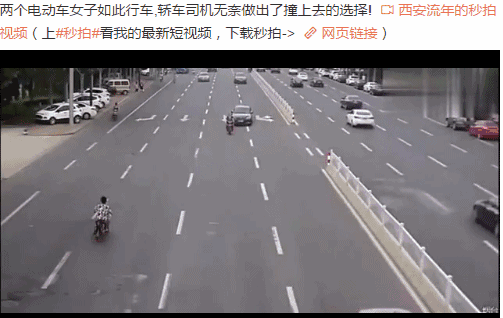 两个电动车女子如此行车,轿车司机无奈做出了撞上去的选择! 西安流年的秒拍
视频（上#秒拍#看我的最新短视频，下载秒拍-> 网页链接）